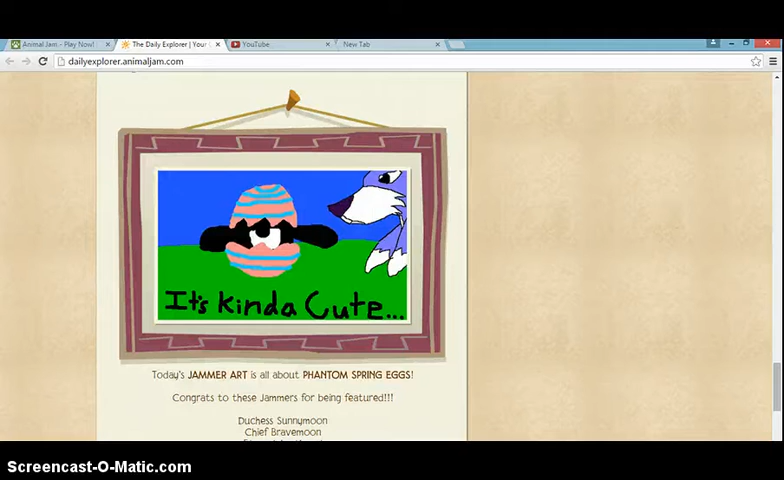 Animal Jam - Play Now!
The Daily Explorer | Your
YouTube
New Tab
dailyexplorer.animaljam.com
It's Kinda Cute...
Today's JAMMER ART is all about PHANTOM SPRING EGGS!
Congrats to these Jammers for being featured!!!
Duchess Sunnymoon
Chief Bravemoon
Screencast-O-Matic.com